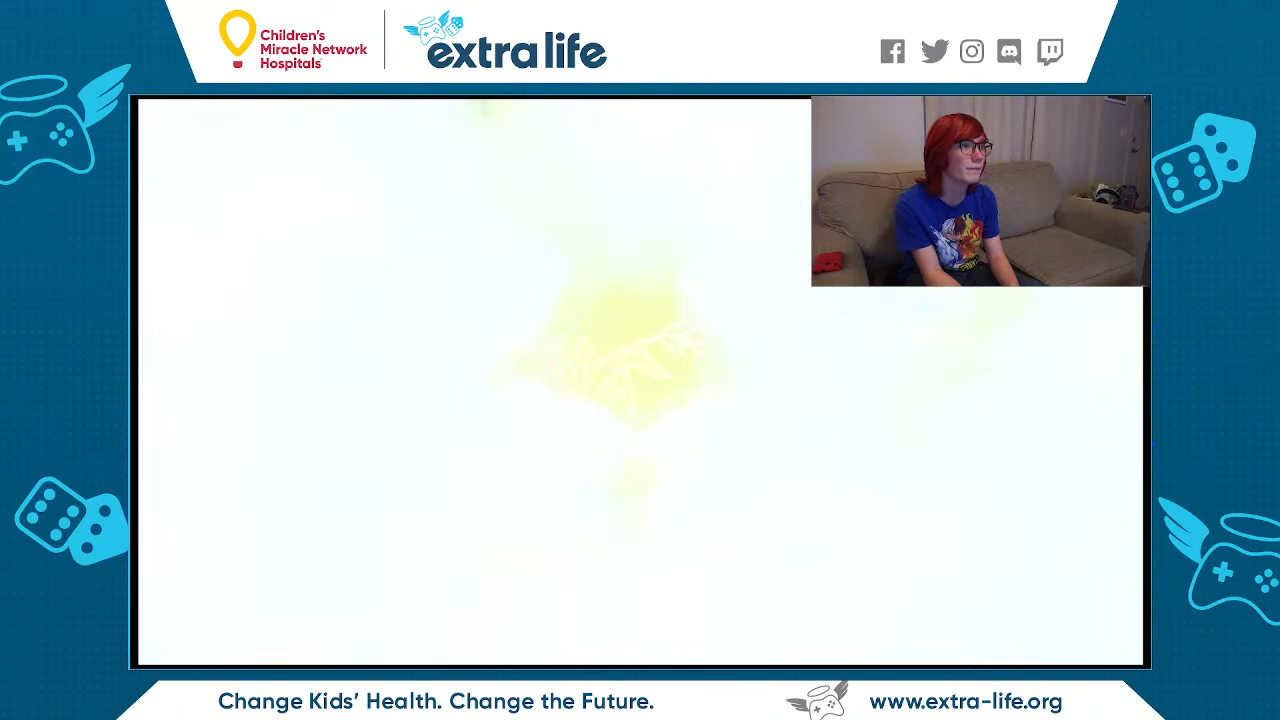 Children's
Miracle Network
Hospitals
extra life
Change Kids' Health. Change the Future.
www.extra-life.org